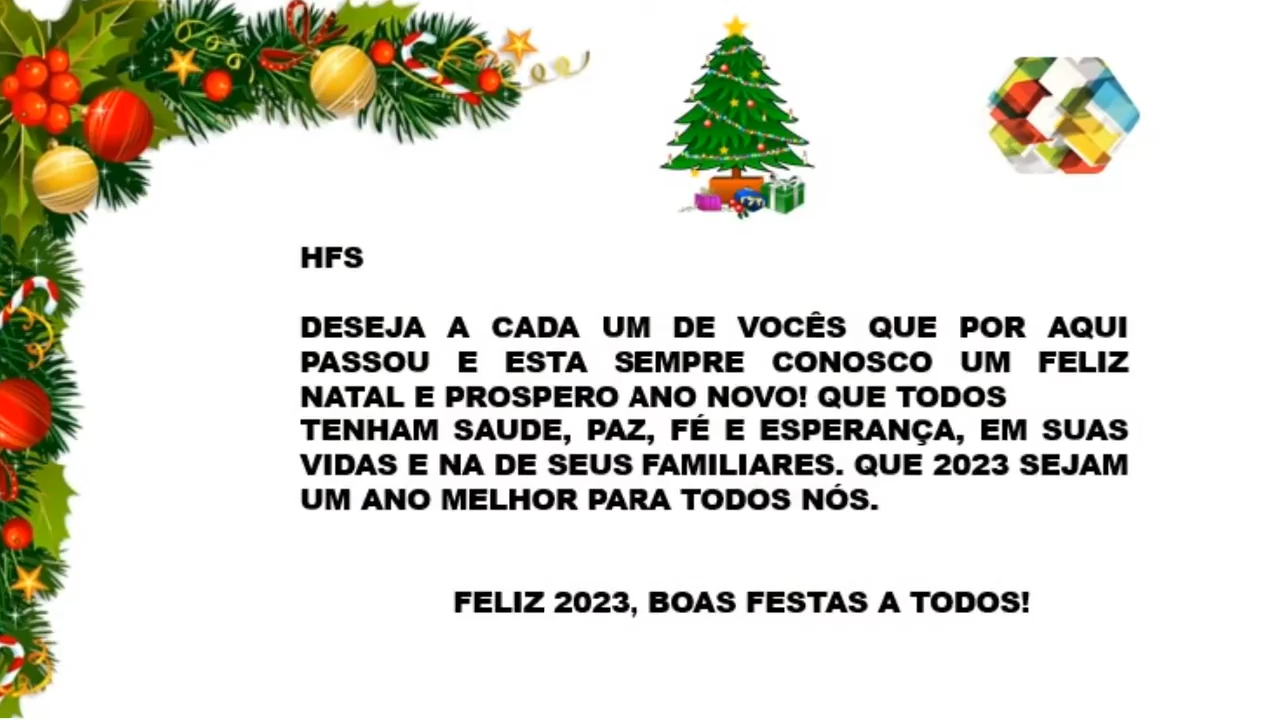 HFS
DESEJA A CADA UM DE VOCÊS QUE POR AQUI
PASSOU E ESTA SEMPRE CONOSCO UM FELIZ
NATAL E PROSPERO ANO NOVO! QUE TODOS
TENHAM SAUDE, PAZ, FÉ E ESPERANÇA, EM SUAS
VIDAS E NA DE SEUS FAMILIARES. QUE 2023 SEJAM
UM ANO MELHOR PARA TODOS NÓS.
FELIZ 2023, BOAS FESTAS A TODOS!